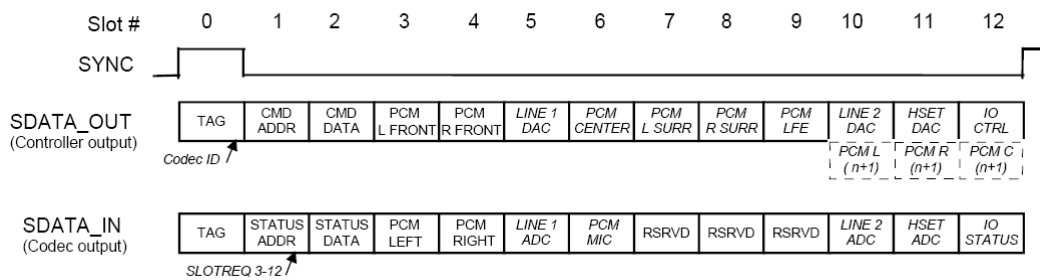 Slot # 0 1 2 3 4 5 6 7 8 9 10 11 12
SYNC
SDATA_OUT
(Controller output)
TAG
CMD ADDR
CMD DATA
PCM L FRONT
PCM R FRONT
LINE 1 DAC
PCM CENTER
PCM L SURR
PCM R SURR
PCM LFE
LINE 2 DAC
HSET DAC
IO CTRL
Codec ID
PCM L (n+1)
PCM R (n+1)
PCM C (n+1)
SDATA_IN
(Codec output)
TAG
STATUS ADDR
STATUS DATA
PCM LEFT
PCM RIGHT
LINE 1 ADC
PCM MIC
RSRVD
RSRVD
RSRVD
LINE 2 ADC
HSET ADC
IO STATUS
SLOTREQ 3-12